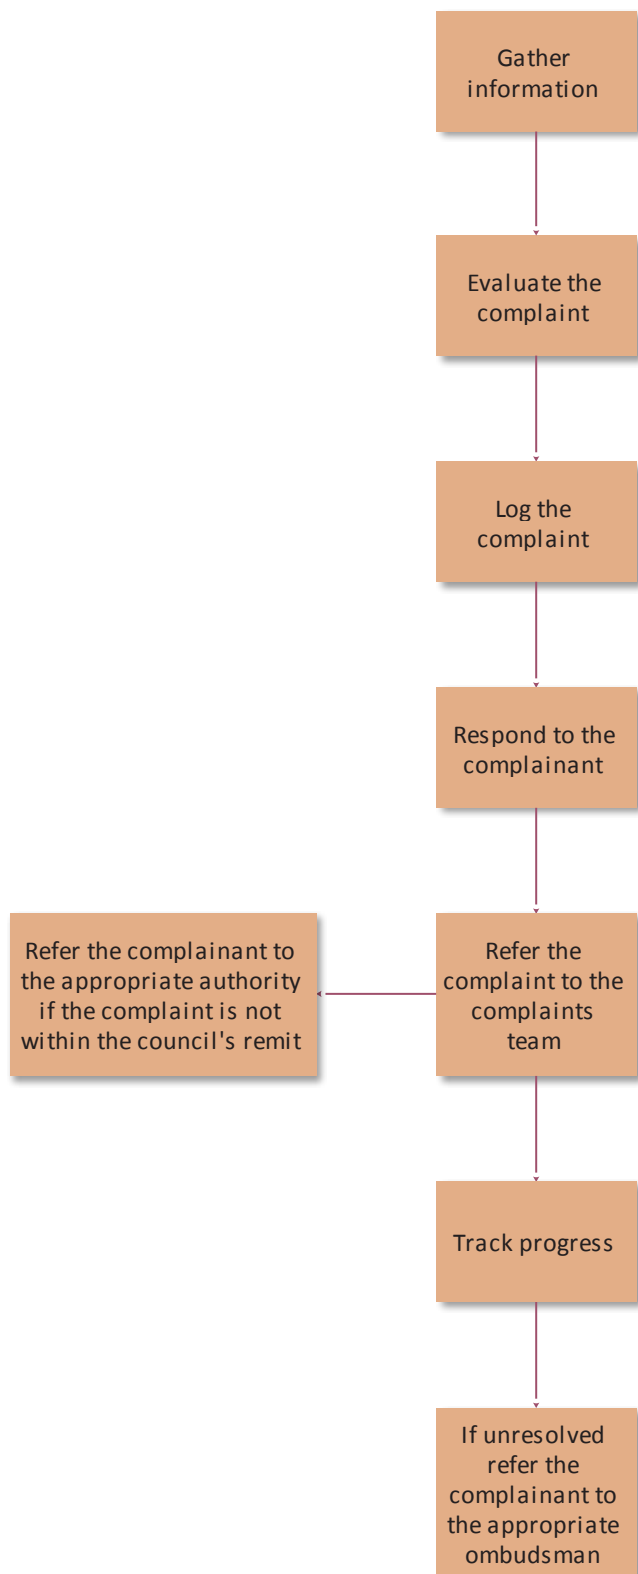 Gather
information
Evaluate the
complaint
Log the
complaint
Respond to the
complainant
Refer the complainant to
the appropriate authority
if the complaint is not
within the council's remit
Refer the
complaint to the
complaints
team
Track progress
If unresolved
refer the
complainant to
the appropriate
ombudsman